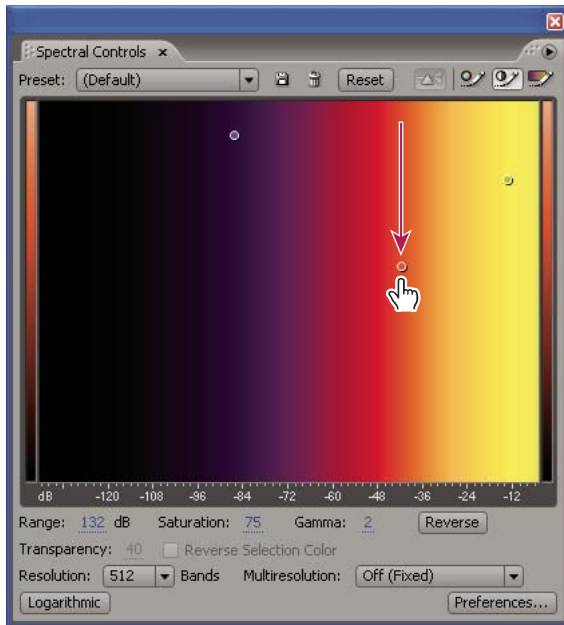 Spectral Controls x
Preset: (Default) Reset
dB -120 -108 -96 -84 -72 -60 -48 -36 -24 -12
Range: 132 dB Saturation: 75 Gamma: 2 Reverse
Transparency: 40 Reverse Selection Color
Resolution: 512 Bands Multiresolution: Off (Fixed)
Logarithmic Preferences...